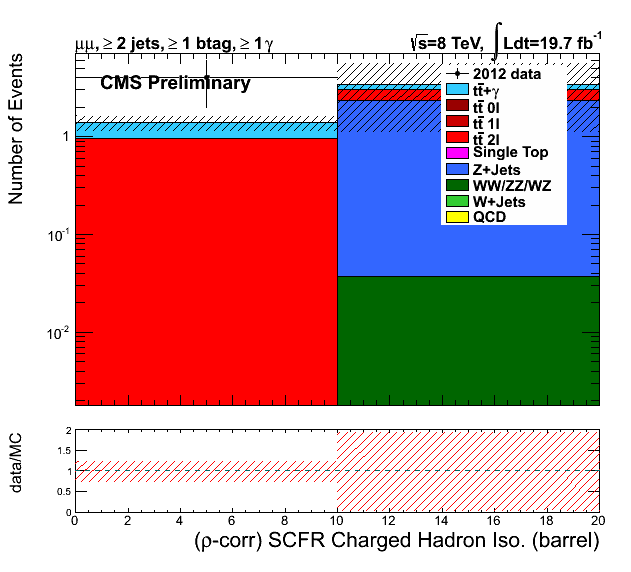 μμ, ≥ 2 jets, ≥ 1 btag, ≥ 1 γ
√s=8 TeV, ∫ Ldt=19.7 fb⁻¹
CMS Preliminary
2012 data
tt̄+γ
tt̄ 0l
tt̄ 1l
tt̄ 2l
Single Top
Z+Jets
WW/ZZ/WZ
W+Jets
QCD
Number of Events
1
10⁻¹
10⁻²
data/MC
2
1.5
1
0.5
0
0 2 4 6 8 10 12 14 16 18 20
(ρ-corr) SCFR Charged Hadron Iso. (barrel)